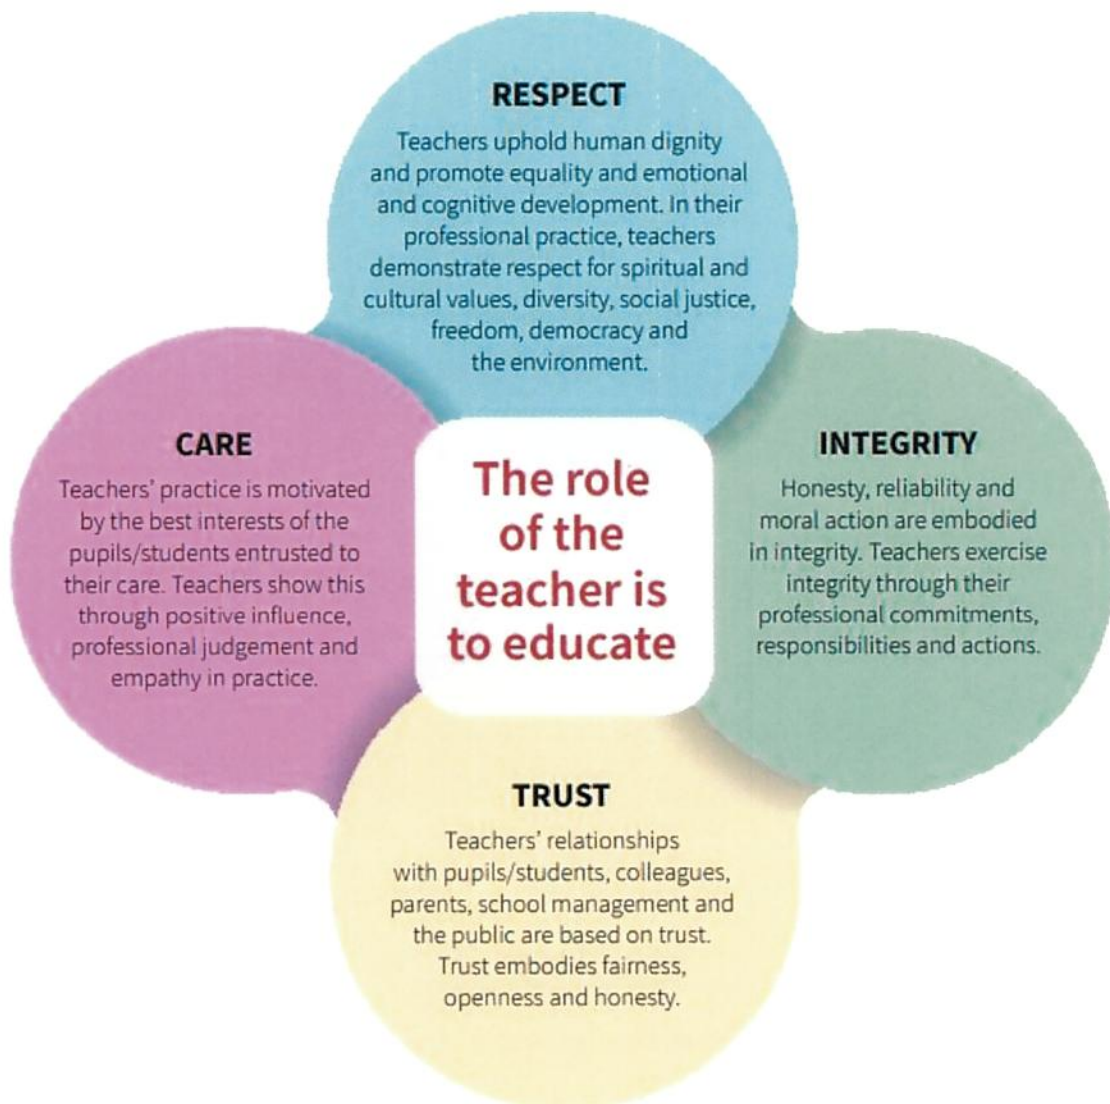 RESPECT
Teachers uphold human dignity
and promote equality and emotional
and cognitive development. In their
professional practice, teachers
demonstrate respect for spiritual and
cultural values, diversity, social justice,
freedom, democracy and
the environment.
CARE
Teachers' practice is motivated
by the best interests of the
pupils/students entrusted to
their care. Teachers show this
through positive influence,
professional judgement and
empathy in practice.
The role
of the
teacher is
to educate
INTEGRITY
Honesty, reliability and
moral action are embodied
in integrity. Teachers exercise
integrity through their
professional commitments,
responsibilities and actions.
TRUST
Teachers' relationships
with pupils/students, colleagues,
parents, school management and
the public are based on trust.
Trust embodies fairness,
openness and honesty.